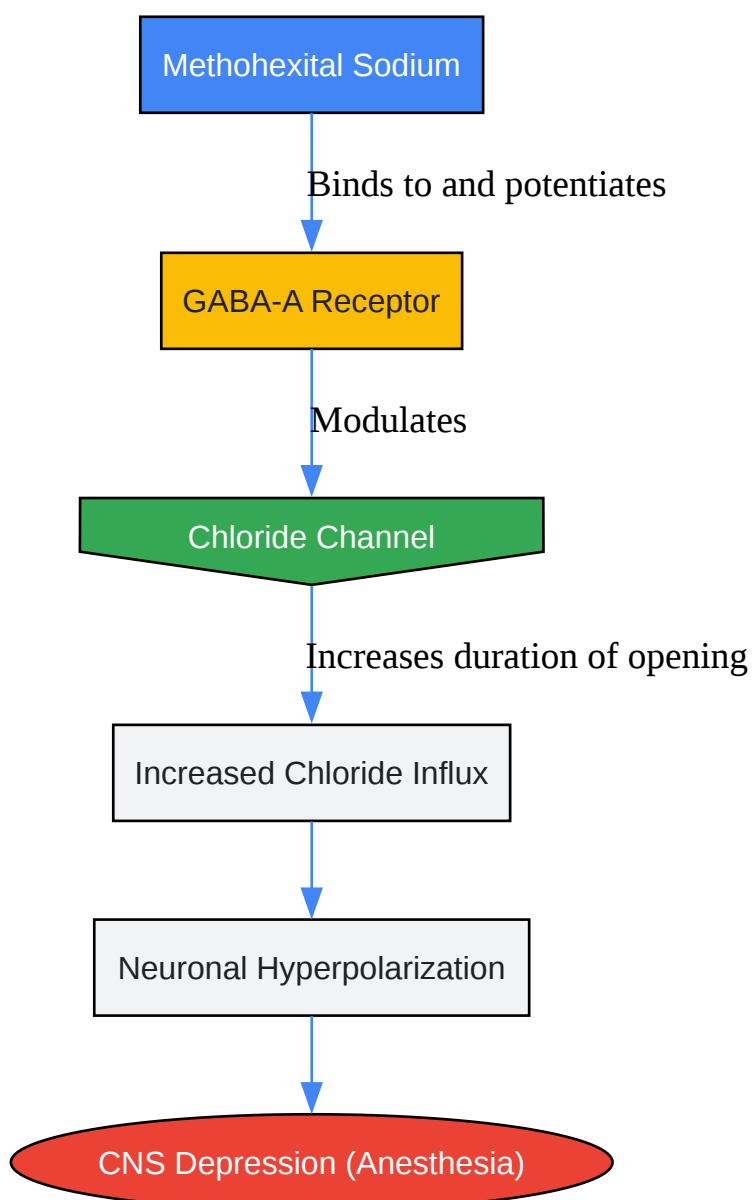 Methohexital Sodium
Binds to and potentiates
GABA-A Receptor
Modulates
Chloride Channel
Increases duration of opening
Increased Chloride Influx
Neuronal Hyperpolarization
CNS Depression (Anesthesia)